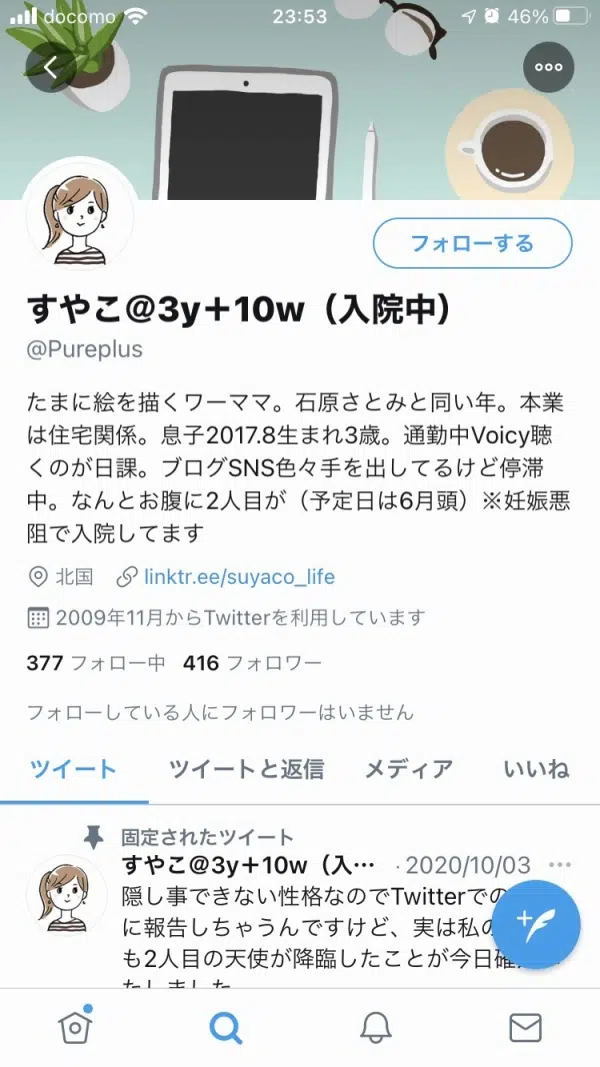 docomo 23:53 46%
フォローする
すやこ@3y＋10w（入院中）
@Pureplus
たまに絵を描くワーママ。石原さとみと同い年。本業
は住宅関係。息子2017.8生まれ3歳。通勤中Voicy聴
くのが日課。ブログSNS色々手を出してるけど停滞
中。なんとお腹に2人目が（予定日は6月頭）※妊娠悪
阻で入院してます
北国 linktr.ee/suyaco_life
2009年11月からTwitterを利用しています
377 フォロー中 416 フォロワー
フォローしている人にフォロワーはいません
ツイート ツイートと返信 メディア いいね
固定されたツイート
すやこ@3y＋10w（入… · 2020/10/03
隠し事できない性格なのでTwitterでの
に報告しちゃうんですけど、実は私の
も2人目の天使が降臨したことが今日確
たしました